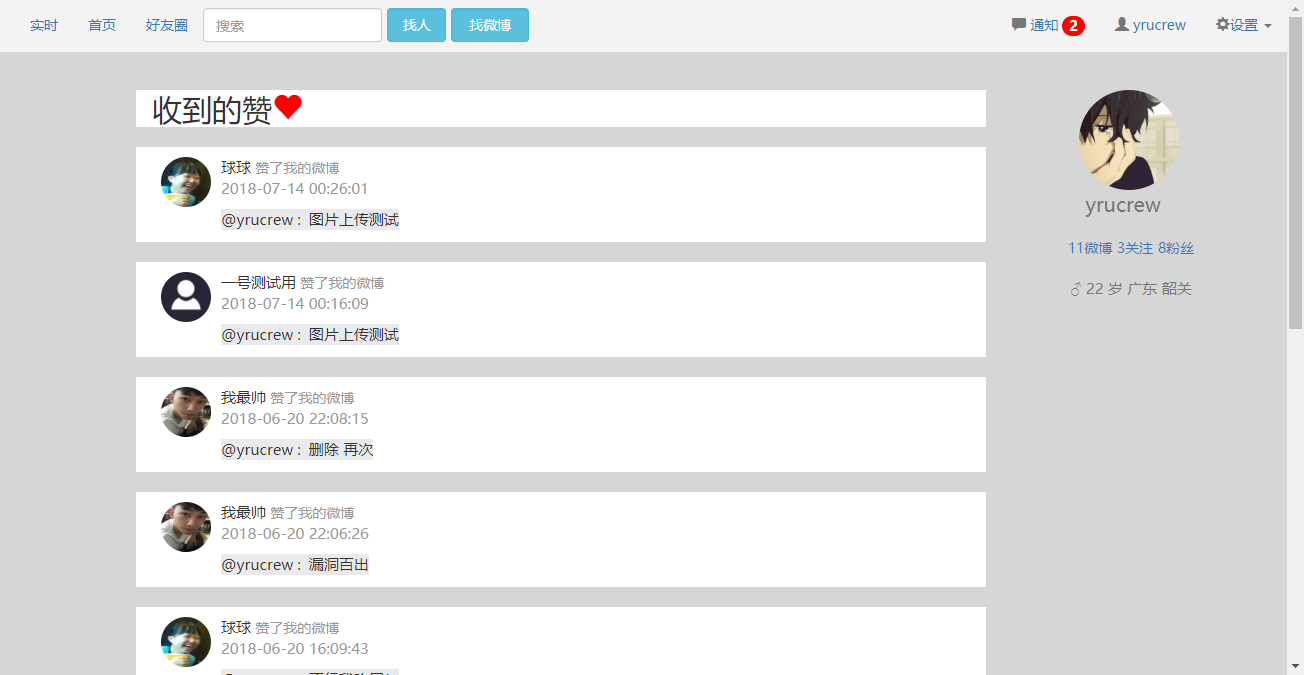 实时 首页 好友圈 搜索 找人 找微博 通知 2 yrucrew 设置
收到的赞
球球 赞了我的微博
2018-07-14 00:26:01
@yrucrew : 图片上传测试
一号测试用 赞了我的微博
2018-07-14 00:16:09
@yrucrew : 图片上传测试
我最帅 赞了我的微博
2018-06-20 22:08:15
@yrucrew : 删除 再次
我最帅 赞了我的微博
2018-06-20 22:06:26
@yrucrew : 漏洞百出
球球 赞了我的微博
2018-06-20 16:09:43
yrucrew
11微博 3关注 8粉丝
♂ 22 岁 广东 韶关